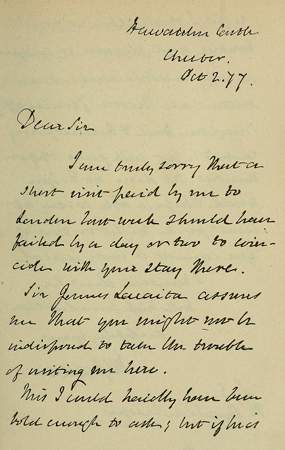 Hawarden Castle
Chester.
Oct 2. 77.
Dear Sir
I am truly sorry that a
short visit paid by me to
London last week should have
failed by a day or two to coin-
cide with your stay there.
Sir James Lacaita assures
me that you might not be
indisposed to take the trouble
of visiting me here.
This I could hardly have been
bold enough to ask; but if his